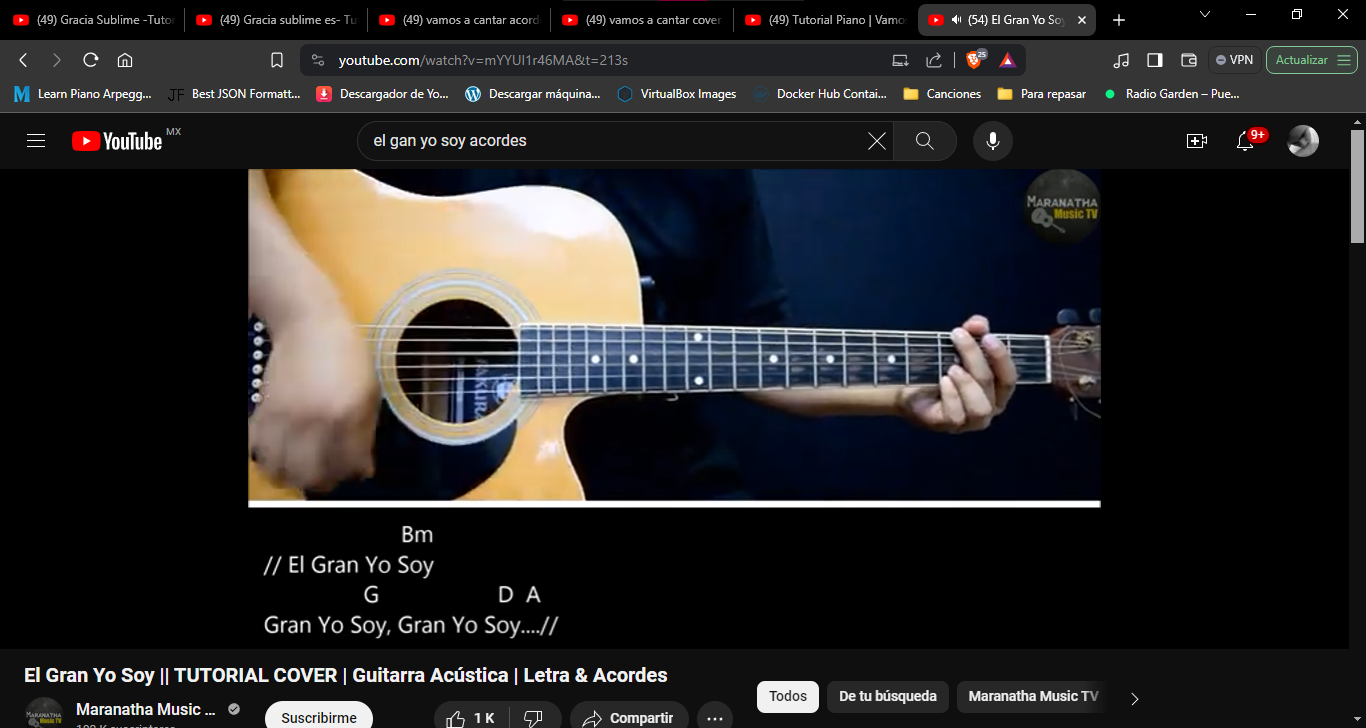 (49) Gracia Sublime -Tutor
(49) Gracia sublime es- Tu
(49) vamos a cantar acord
(49) vamos a cantar cover
(49) Tutorial Piano | Vamo
(54) El Gran Yo Soy
youtube.com/watch?v=mYYUI1r46MA&t=213s
25
VPN
Actualizar
Learn Piano Arpegg...
JF Best JSON Formatt...
Descargador de Yo...
Descargar máquina...
VirtualBox Images
Docker Hub Contai...
Canciones
Para repasar
Radio Garden – Pue...
YouTube MX
el gan yo soy acordes
9+
MARANATHA
Music TV
Bm
// El Gran Yo Soy
G D A
Gran Yo Soy, Gran Yo Soy....//
El Gran Yo Soy || TUTORIAL COVER | Guitarra Acústica | Letra & Acordes
Todos
De tu búsqueda
Maranatha Music TV
Maranatha Music ...
Suscribirme
1 K
Compartir